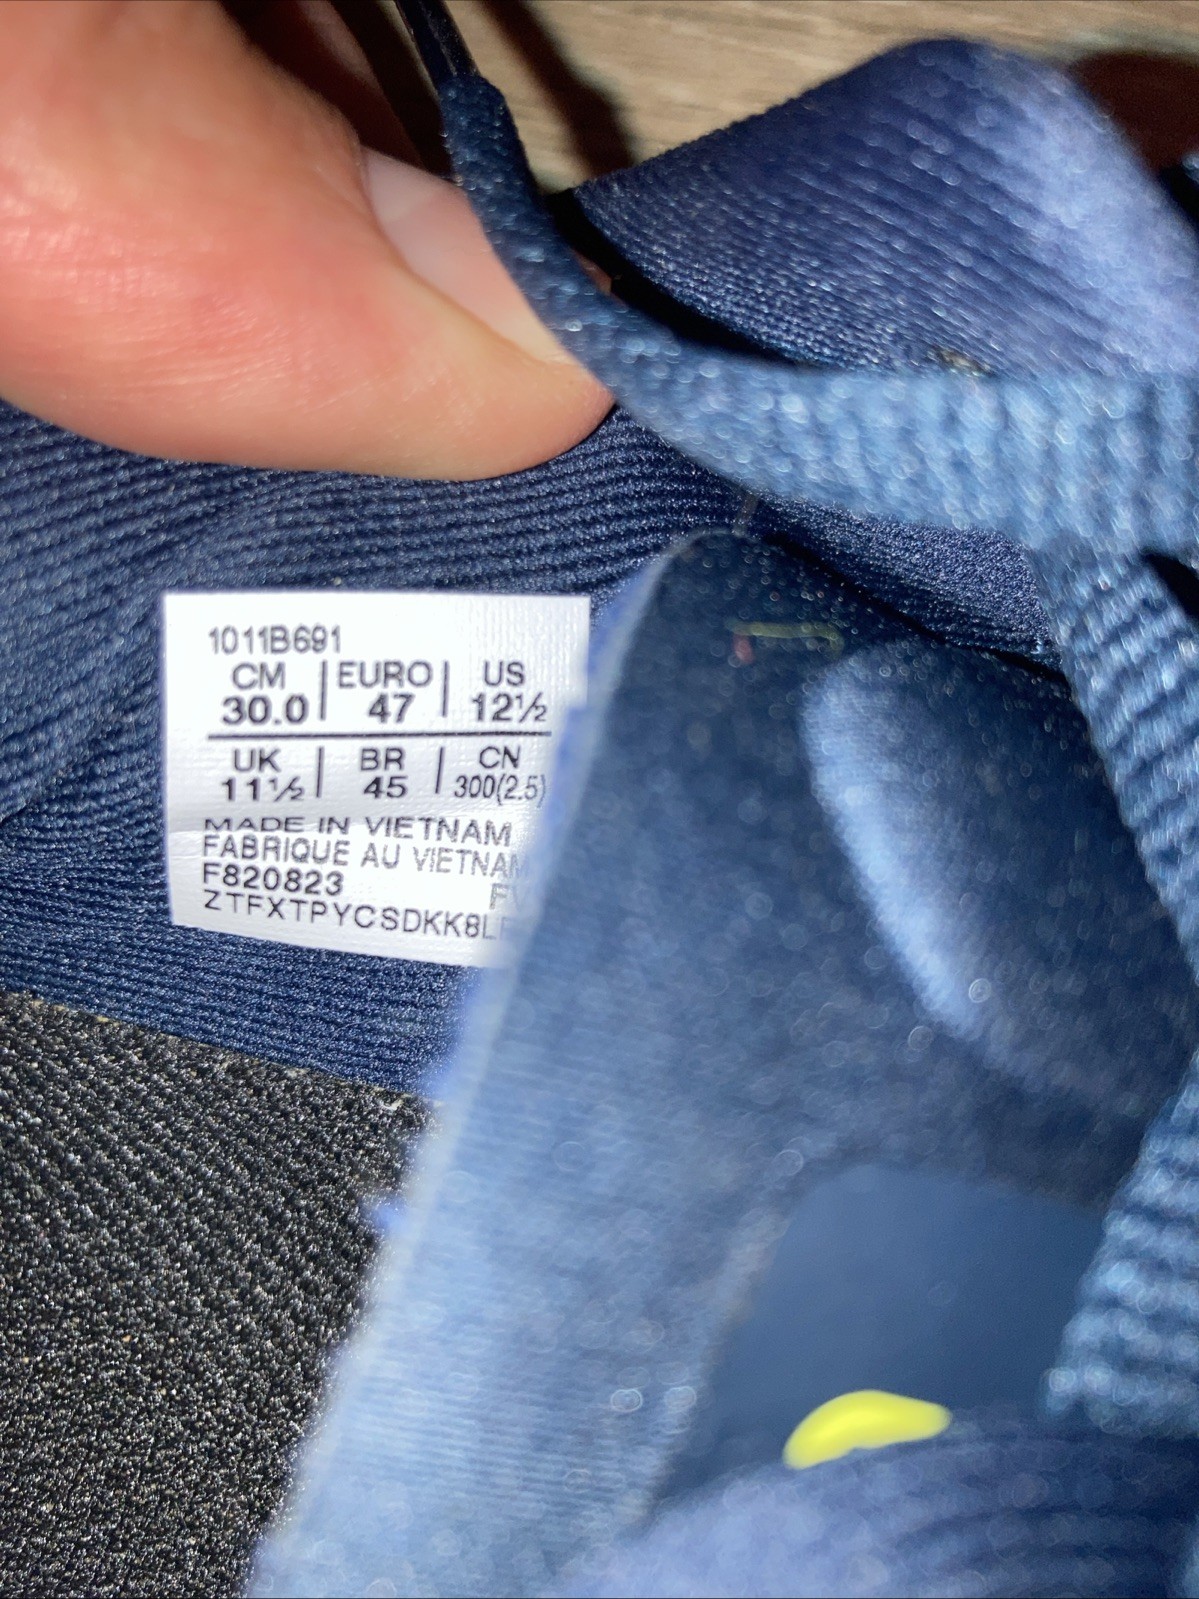 1011B691
CM | EURO | US
30.0 | 47 | 12½
UK | BR | CN
11½ | 45 | 300(2.5)
MADE IN VIETNAM
FABRIQUE AU VIETNAM
F820823
ZTFXTPYCSDKK8L